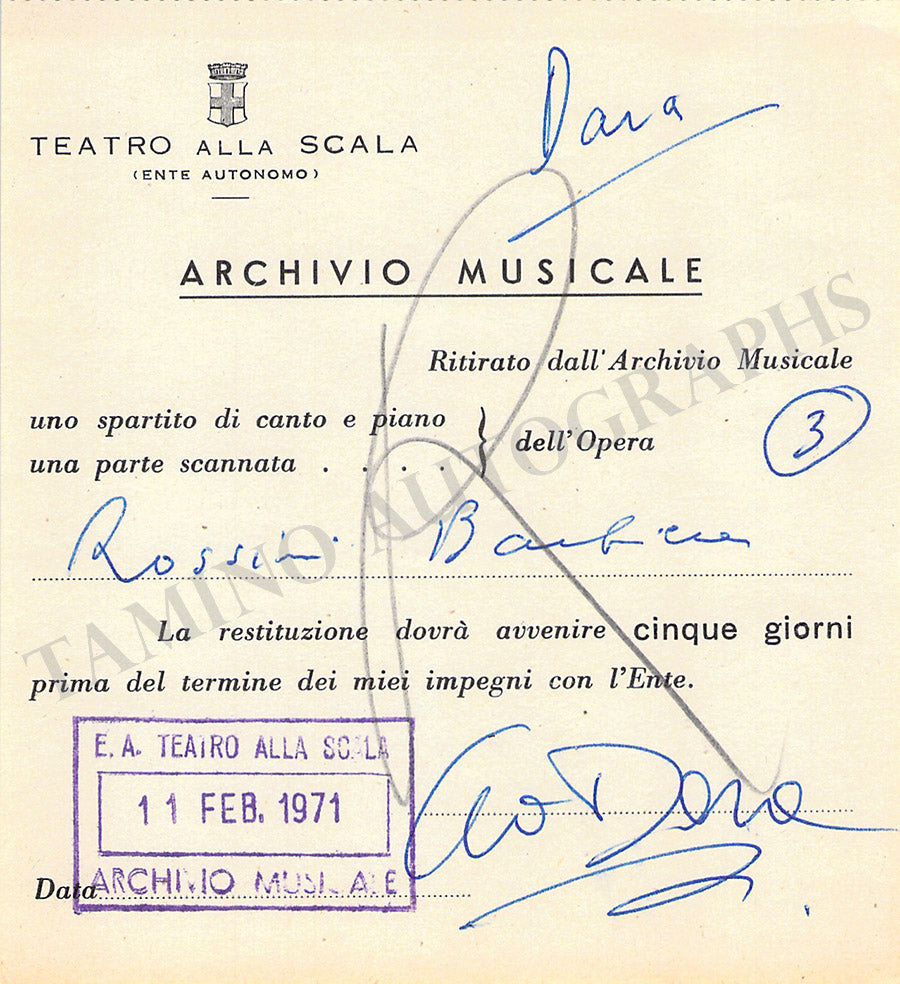 Dara
TEATRO ALLA SCALA
(ENTE AUTONOMO)
ARCHIVIO MUSICALE
Ritirato dall'Archivio Musicale
uno spartito di canto e piano
una parte scannata . . . . } dell'Opera
3
Rossini Barbiere
La restituzione dovrà avvenire cinque giorni
prima del termine dei miei impegni con l'Ente.
E. A. TEATRO ALLA SCALA
11 FEB. 1971
ARCHIVIO MUSICALE
Data
Enzo Dara
R
TAMINO AUTOGRAPHS